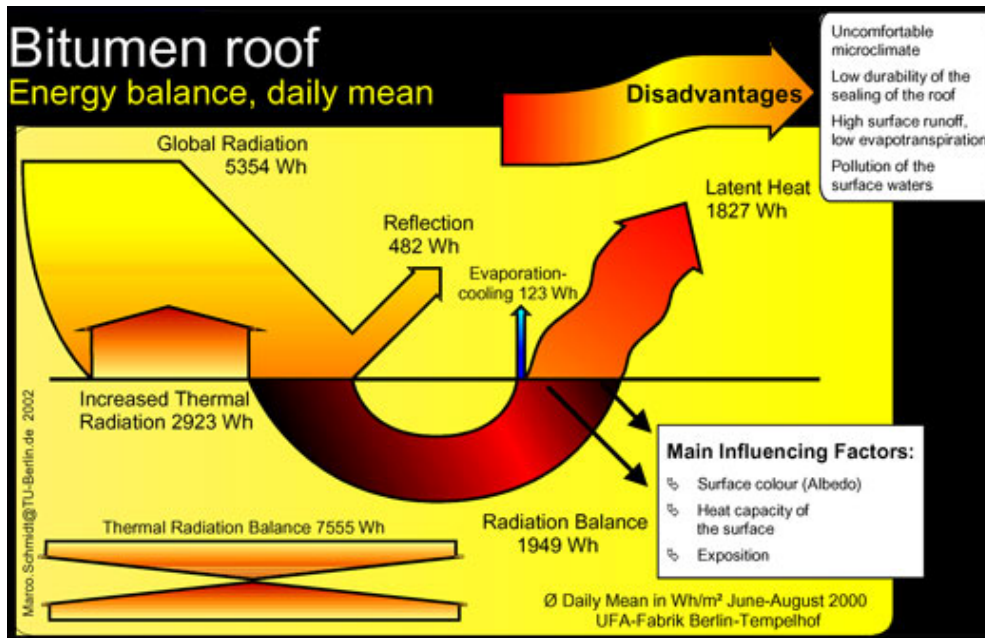 Bitumen roof
Energy balance, daily mean
Disadvantages
Uncomfortable
microclimate
Low durability of the
sealing of the roof
High surface runoff,
low evapotranspiration
Pollution of the
surface waters
Global Radiation
5354 Wh
Reflection
482 Wh
Evaporation-
cooling 123 Wh
Latent Heat
1827 Wh
Increased Thermal
Radiation 2923 Wh
Radiation Balance
1949 Wh
Main Influencing Factors:
Surface colour (Albedo)
Heat capacity of
the surface
Exposition
Thermal Radiation Balance 7555 Wh
Ø Daily Mean in Wh/m² June-August 2000
UFA-Fabrik Berlin-Tempelhof
Marco.Schmidt@TU-Berlin.de 2002